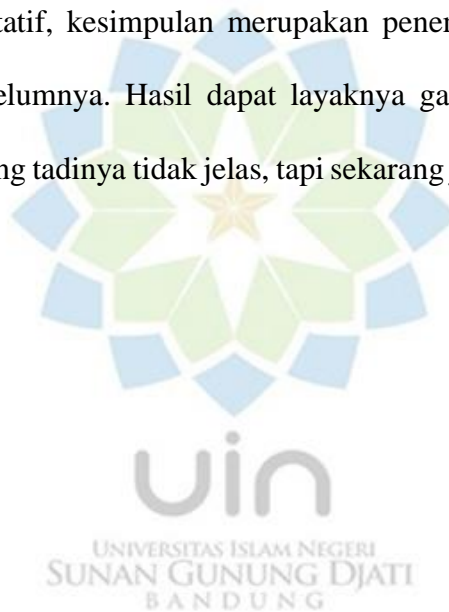 tatif, kesimpulan merupakan pener
elumnya. Hasil dapat layaknya ga
ng tadinya tidak jelas, tapi sekarang
uin
UNIVERSITAS ISLAM NEGERI
SUNAN GUNUNG DJATI
BANDUNG